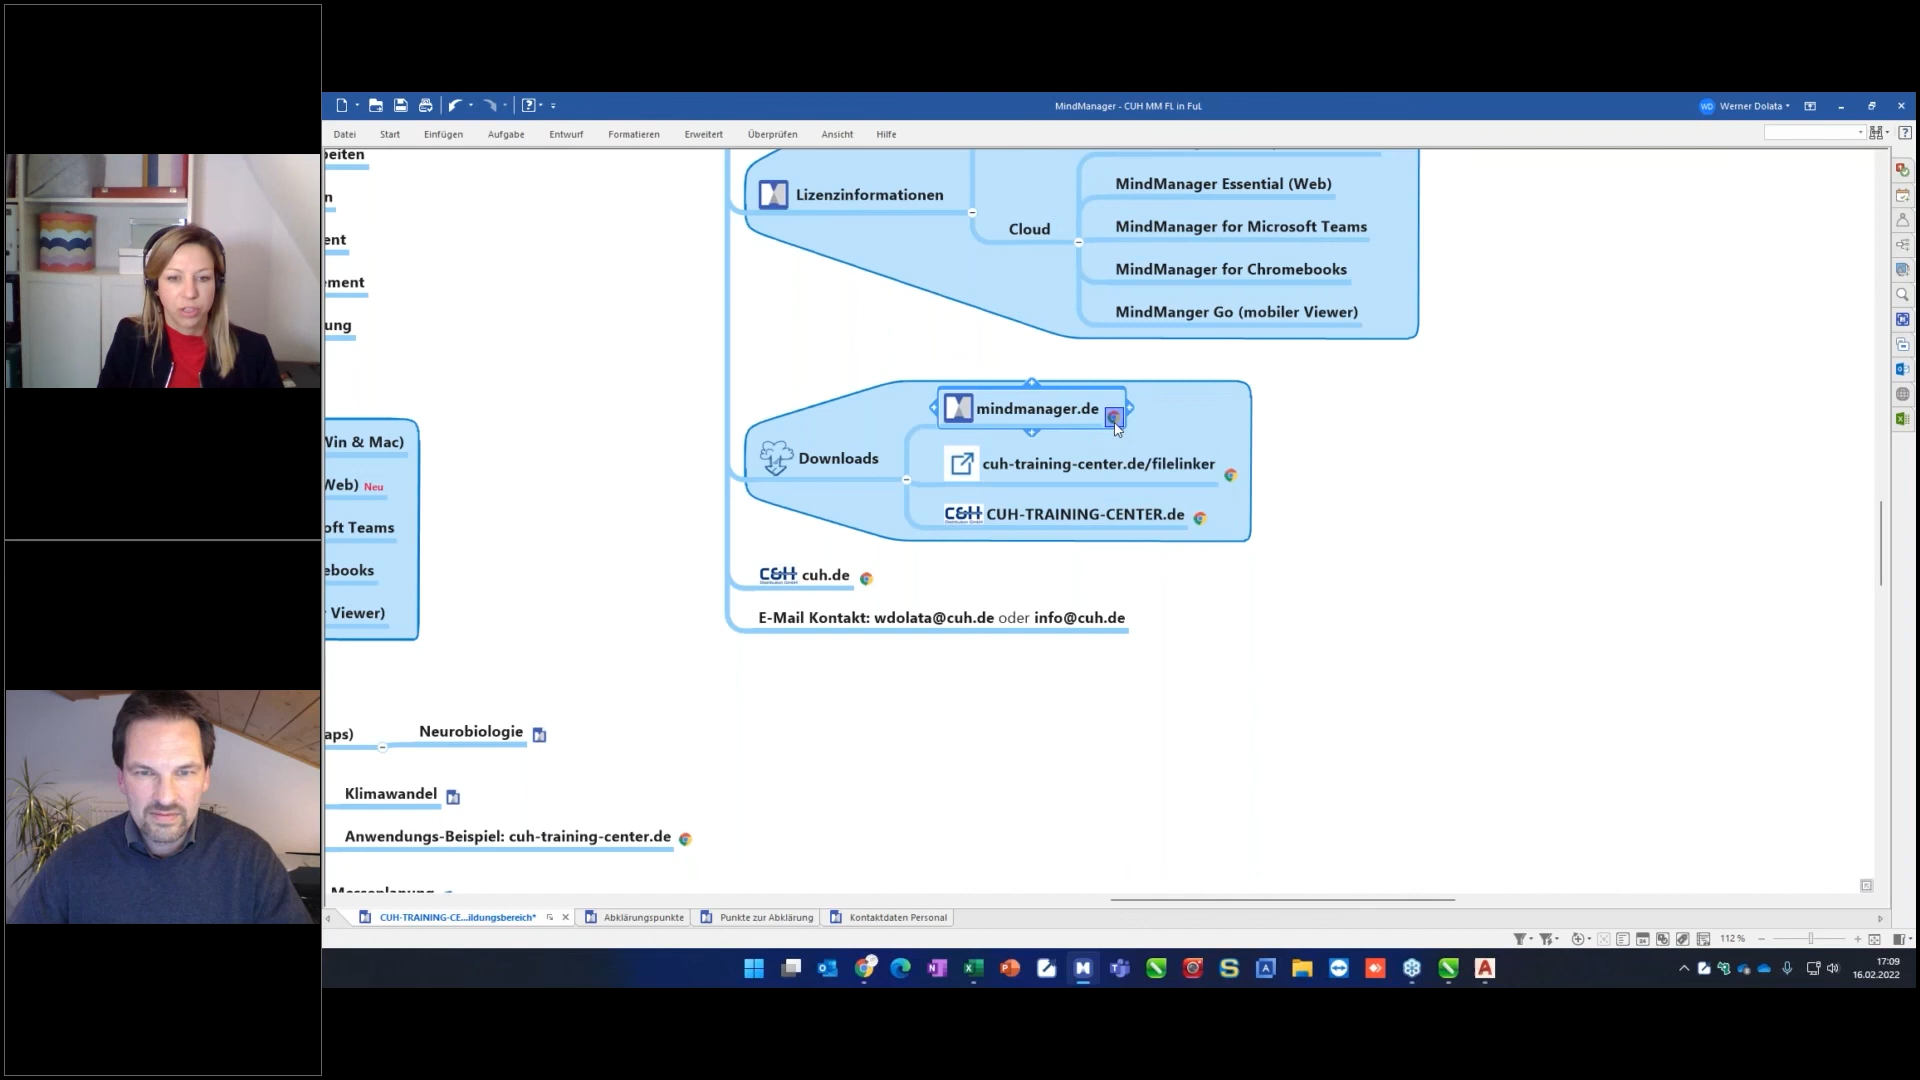 MindManager - CUH MM FL in FuL
WD Werner Dolata
Datei Start Einfügen Aufgabe Entwurf Formatieren Erweitert Überprüfen Ansicht Hilfe
beiten
n
ent
ement
ung
Lizenzinformationen
Cloud
MindManager Essential (Web)
MindManager for Microsoft Teams
MindManager for Chromebooks
MindManger Go (mobiler Viewer)
Win & Mac)
Web) Neu
oft Teams
ebooks
r Viewer)
Downloads
mindmanager.de
cuh-training-center.de/filelinker
C&H CUH-TRAINING-CENTER.de
C&H cuh.de
E-Mail Kontakt: wdolata@cuh.de oder info@cuh.de
aps)
Neurobiologie
Klimawandel
Anwendungs-Beispiel: cuh-training-center.de
CUH-TRAINING-CE...ildungsbereich*
Abklärungspunkte
Punkte zur Abklärung
Kontaktdaten Personal
112 %
17:09
16.02.2022